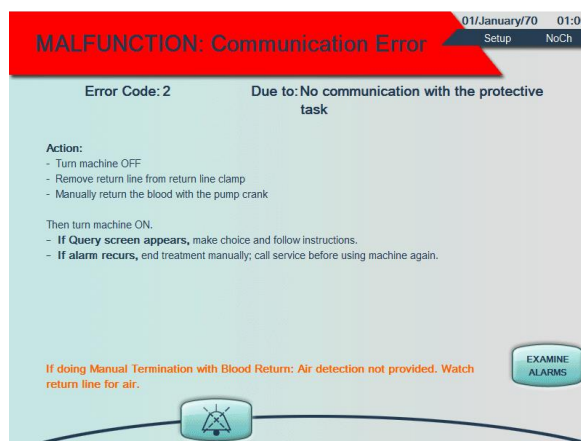 01/January/70 01:0
MALFUNCTION: Communication Error
Setup NoCh
Error Code: 2
Due to: No communication with the protective
task
Action:
- Turn machine OFF
- Remove return line from return line clamp
- Manually return the blood with the pump crank
Then turn machine ON.
- If Query screen appears, make choice and follow instructions.
- If alarm recurs, end treatment manually; call service before using machine again.
EXAMINE
ALARMS
If doing Manual Termination with Blood Return: Air detection not provided. Watch
return line for air.